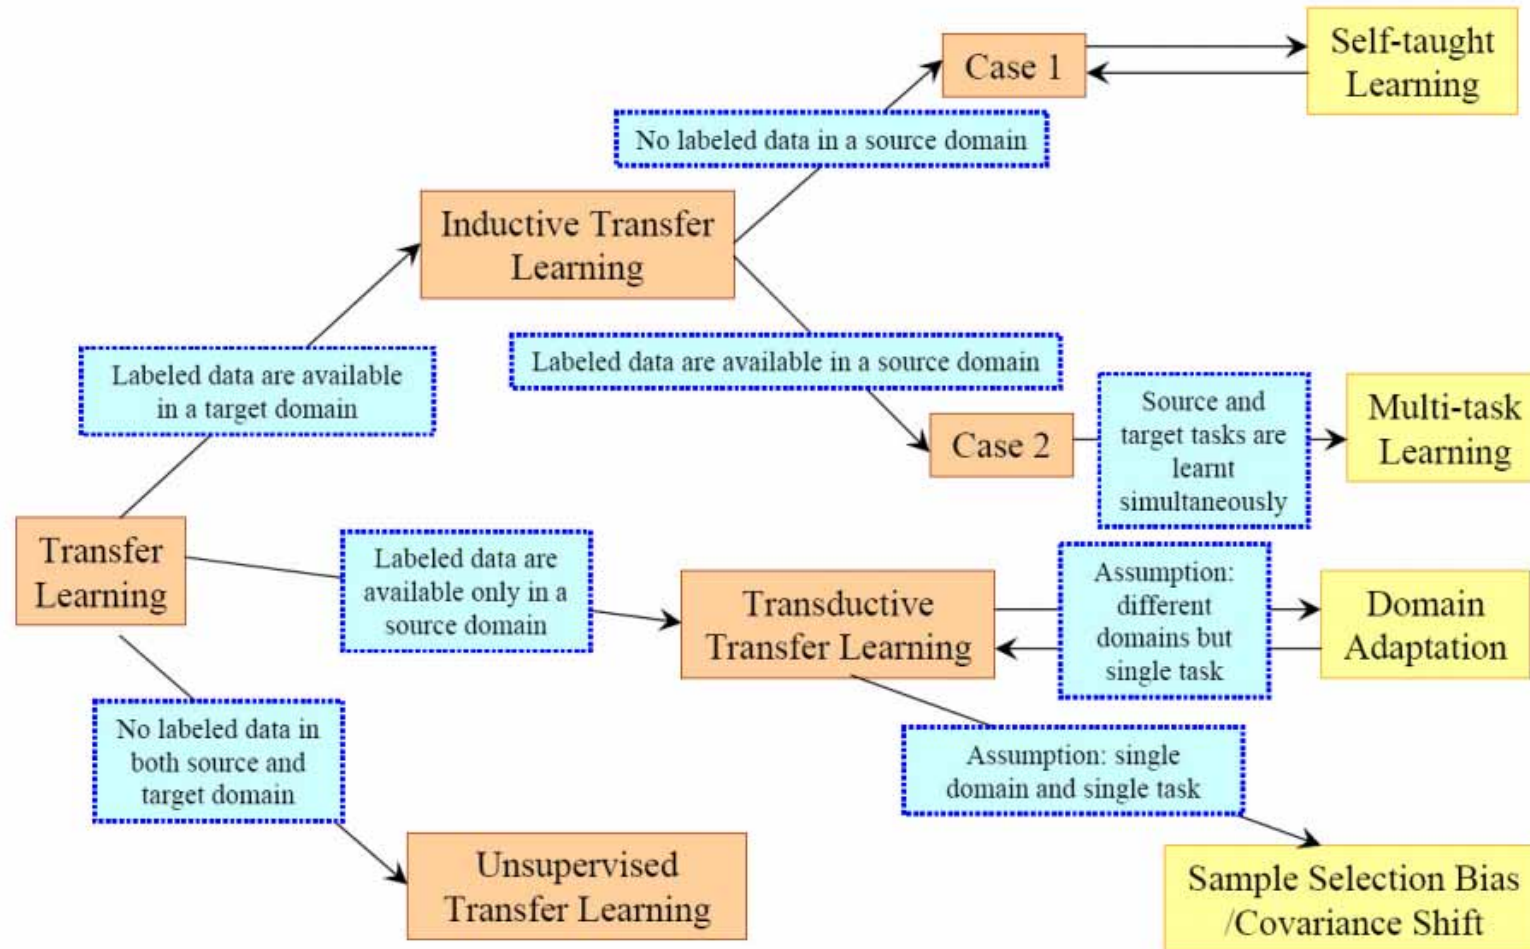 Self-taught
Learning
Case 1
No labeled data in a source domain
Inductive Transfer
Learning
Labeled data are available in a source domain
Labeled data are available
in a target domain
Case 2
Source and
target tasks are
learnt
simultaneously
Multi-task
Learning
Transfer
Learning
Labeled data are
available only in a
source domain
Transductive
Transfer Learning
Assumption:
different
domains but
single task
Domain
Adaptation
No labeled data in
both source and
target domain
Assumption: single
domain and single task
Unsupervised
Transfer Learning
Sample Selection Bias
/Covariance Shift